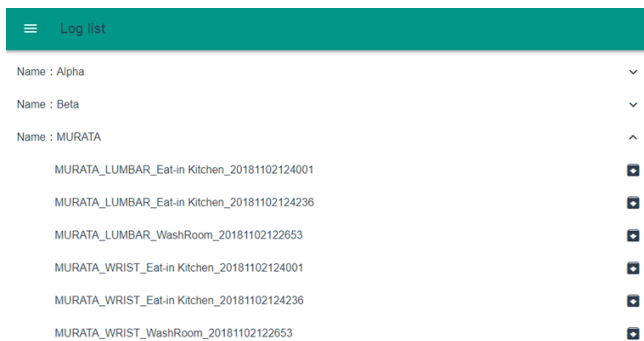 Log list
Name : Alpha
Name : Beta
Name : MURATA
MURATA_LUMBAR_Eat-in Kitchen_20181102124001
MURATA_LUMBAR_Eat-in Kitchen_20181102124236
MURATA_LUMBAR_WashRoom_20181102122653
MURATA_WRIST_Eat-in Kitchen_20181102124001
MURATA_WRIST_Eat-in Kitchen_20181102124236
MURATA_WRIST_WashRoom_20181102122653